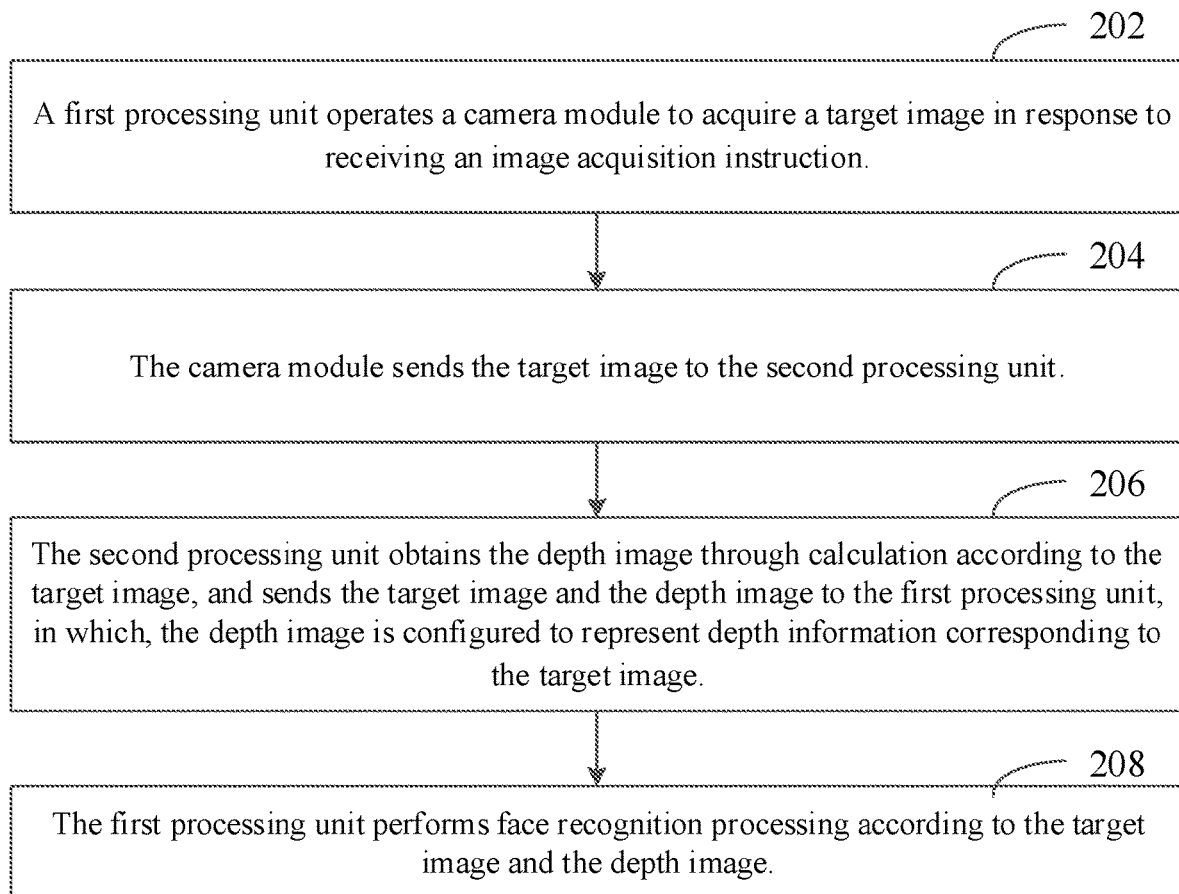 202
A first processing unit operates a camera module to acquire a target image in response to
receiving an image acquisition instruction.
204
The camera module sends the target image to the second processing unit.
206
The second processing unit obtains the depth image through calculation according to the
target image, and sends the target image and the depth image to the first processing unit,
in which, the depth image is configured to represent depth information corresponding to
the target image.
208
The first processing unit performs face recognition processing according to the target
image and the depth image.